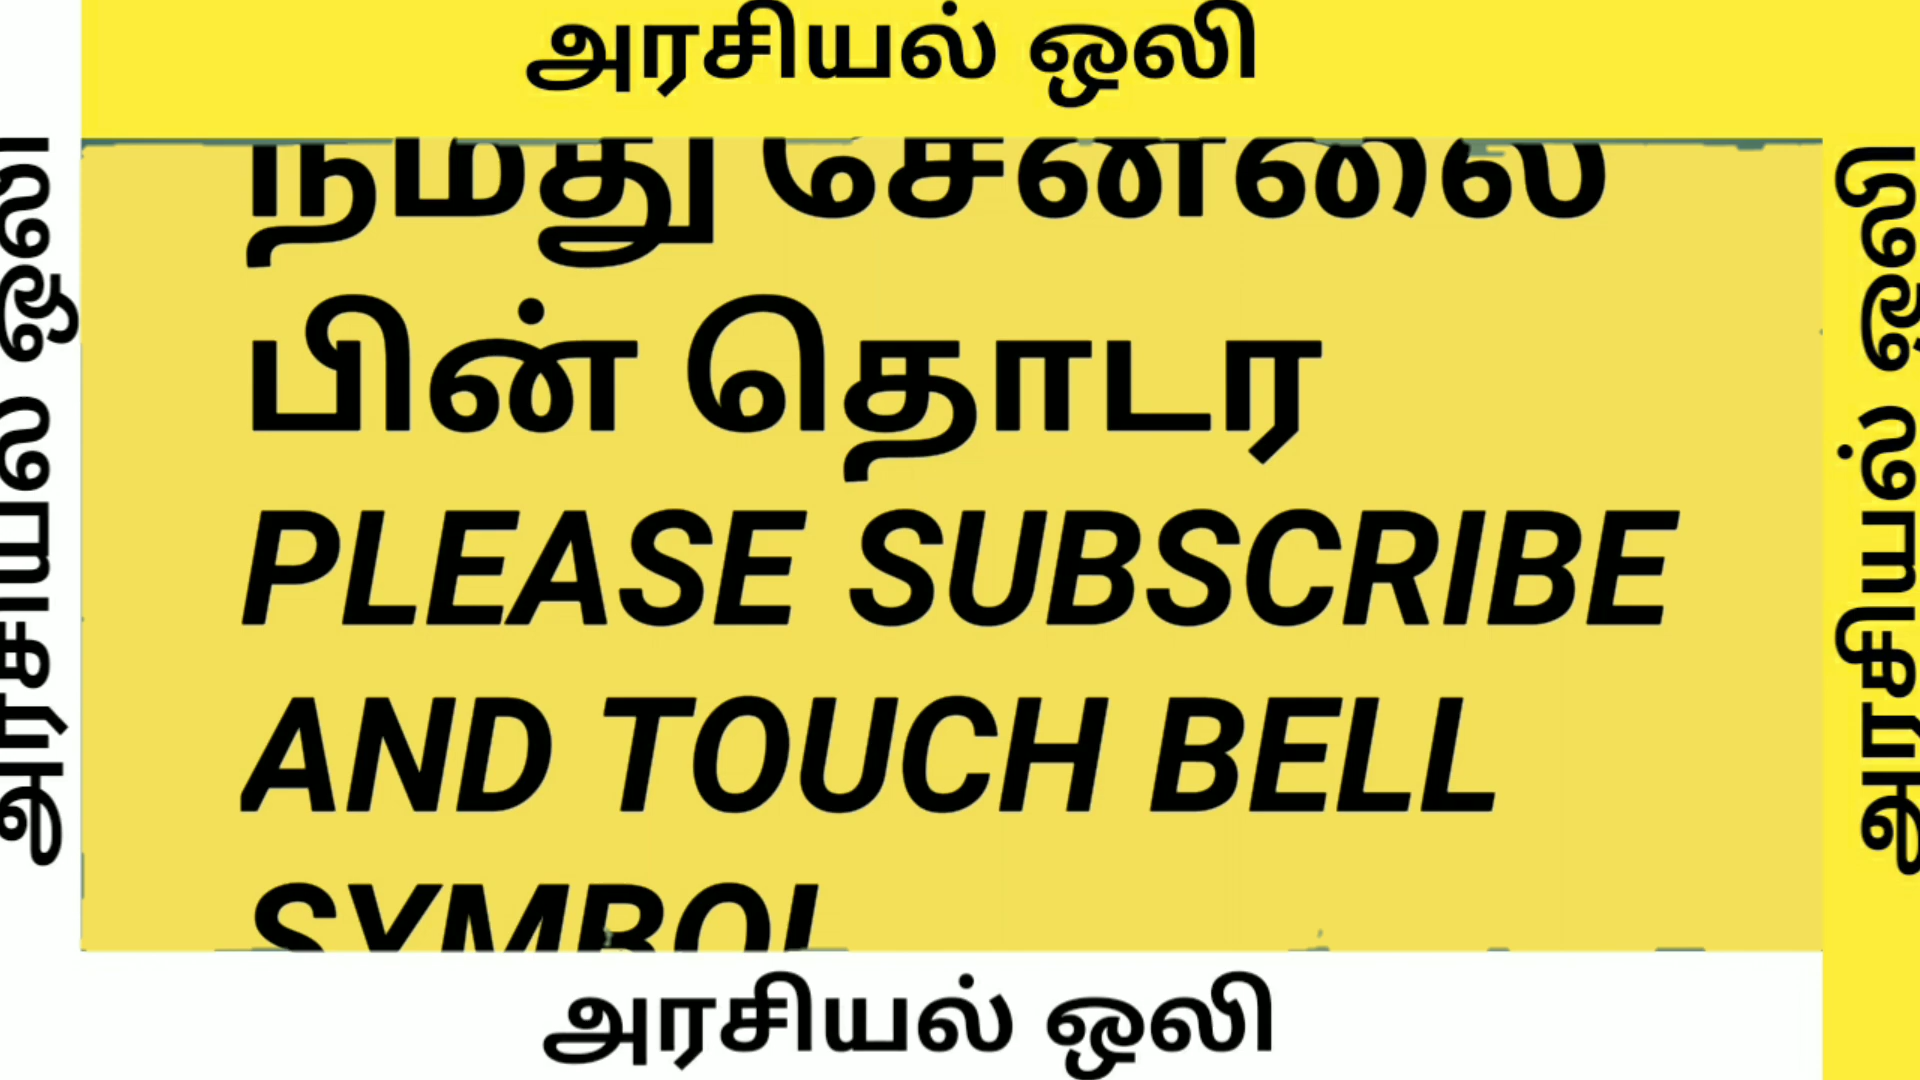 அரசியல் ஒலி
நமது சேனலை
பின் தொடர
PLEASE SUBSCRIBE
AND TOUCH BELL
SYMBOL
அரசியல் ஒலி
அரசியல் ஒலி
அரசியல் ஒலி